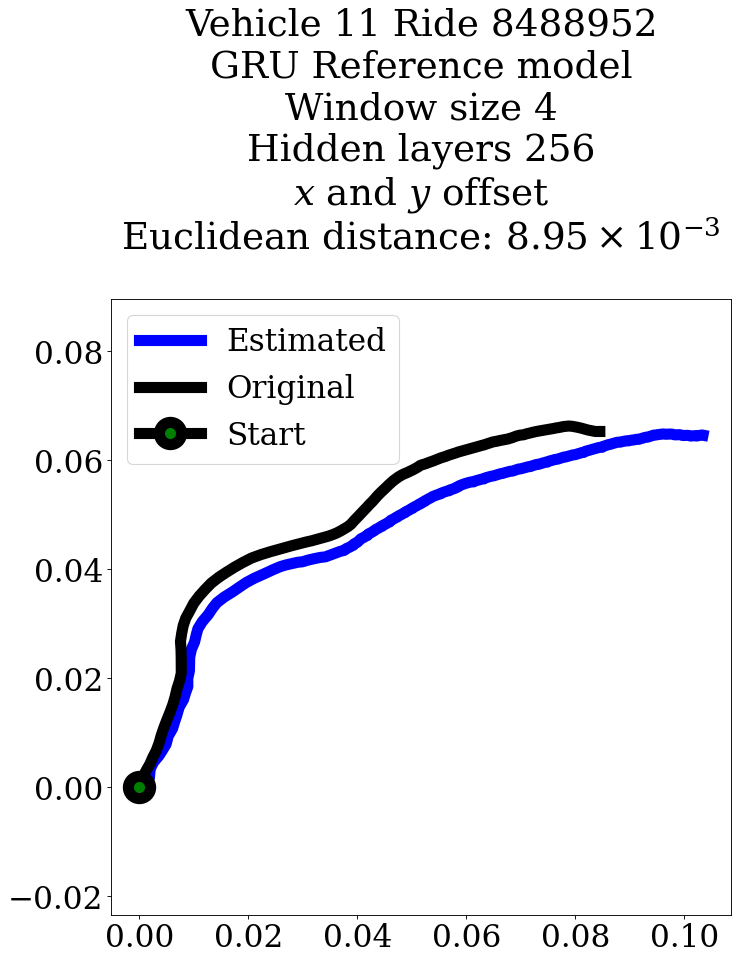 Vehicle 11 Ride 8488952
GRU Reference model
Window size 4
Hidden layers 256
x and y offset
Euclidean distance: 8.95 × 10⁻³
Estimated
Original
Start
0.08
0.06
0.04
0.02
0.00
−0.02
0.00 0.02 0.04 0.06 0.08 0.10